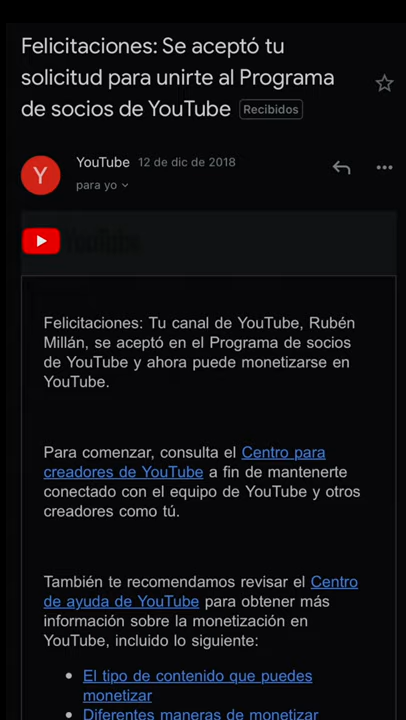 Felicitaciones: Se aceptó tu
solicitud para unirte al Programa
de socios de YouTube Recibidos
Y
YouTube 12 de dic de 2018
para yo
YouTube
Felicitaciones: Tu canal de YouTube, Rubén
Millán, se aceptó en el Programa de socios
de YouTube y ahora puede monetizarse en
YouTube.
Para comenzar, consulta el Centro para
creadores de YouTube a fin de mantenerte
conectado con el equipo de YouTube y otros
creadores como tú.
También te recomendamos revisar el Centro
de ayuda de YouTube para obtener más
información sobre la monetización en
YouTube, incluido lo siguiente:
• El tipo de contenido que puedes
monetizar
• Diferentes maneras de monetizar